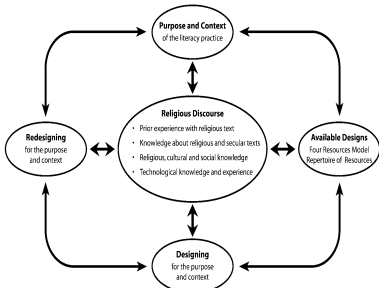 Purpose and Context
of the literacy practice
Religious Discourse
• Prior experience with religious text
• Knowledge about religious and secular texts
• Religious, cultural and social knowledge
• Technological knowledge and experience
Redesigning
for the purpose
and context
Available Designs
Four Resources Model
Repertoire of Resources
Designing
for the purpose
and context